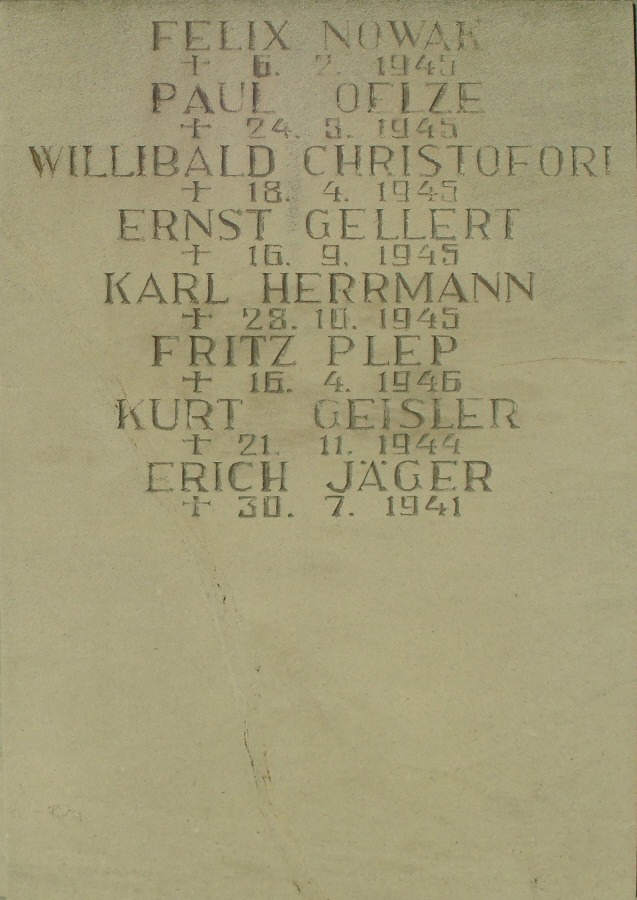 FELIX NOWAK
† 6. 2. 1945
PAUL OELZE
† 24. 3. 1945
WILLIBALD CHRISTOFORI
† 18. 4. 1945
ERNST GELLERT
† 16. 9. 1945
KARL HERRMANN
† 28. 10. 1945
FRITZ PLEP
† 16. 4. 1946
KURT GEISLER
† 21. 11. 1944
ERICH JÄGER
† 30. 7. 1941